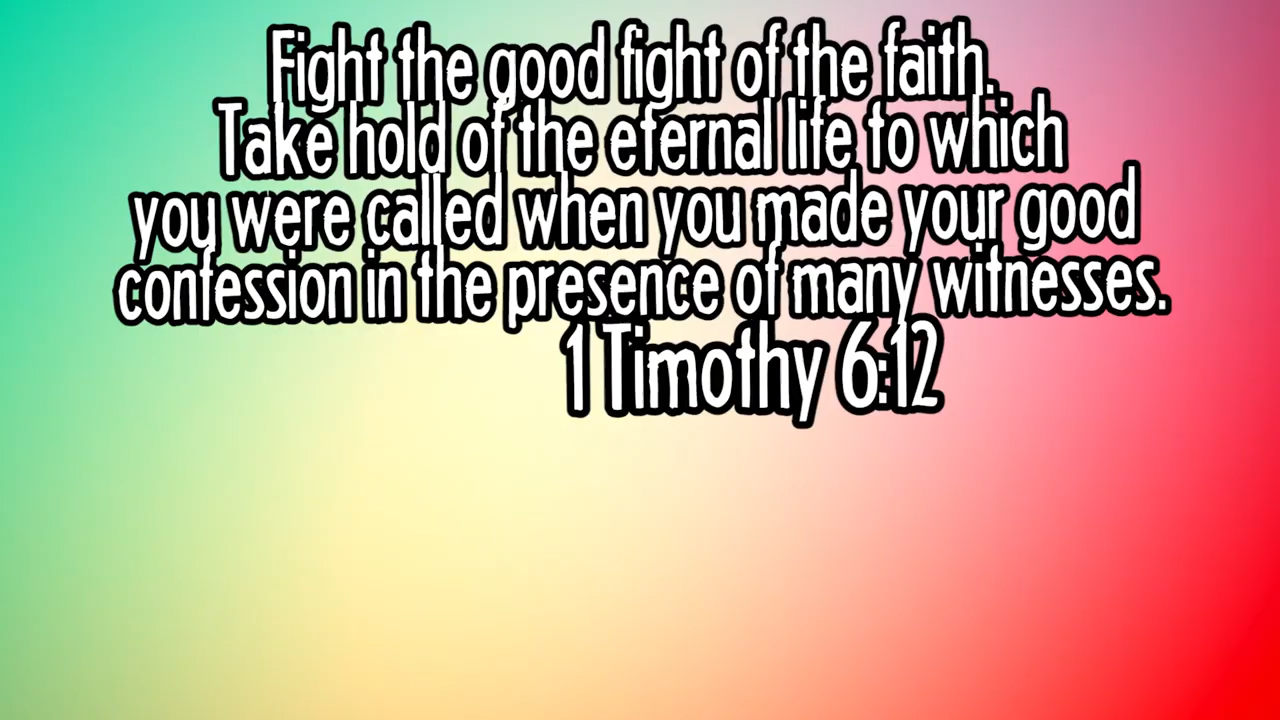 Fight the good fight of the faith.
Take hold of the eternal life to which
you were called when you made your good
confession in the presence of many witnesses.
1 Timothy 6:12